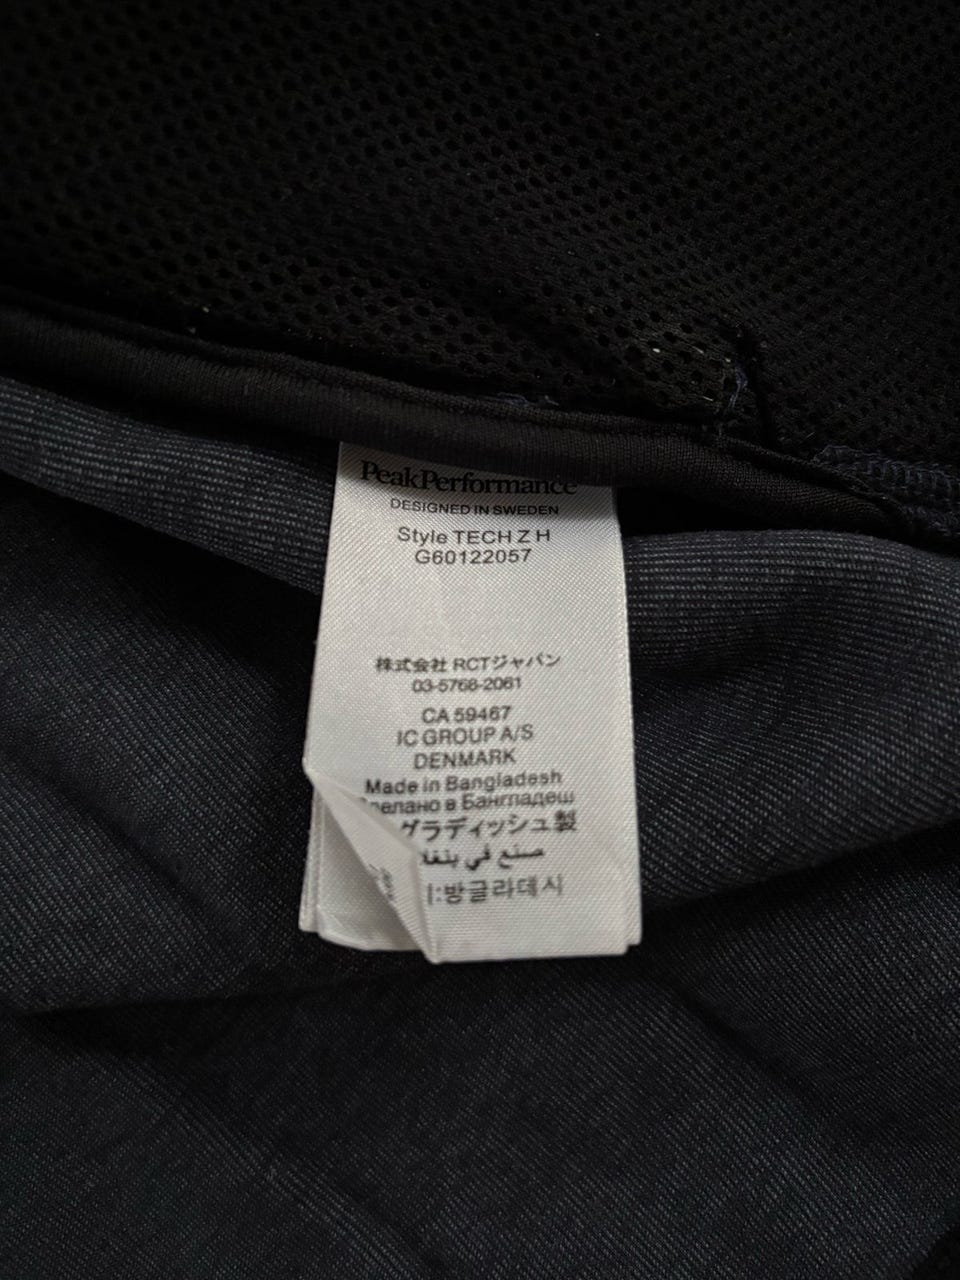 PeakPerformance
DESIGNED IN SWEDEN
Style TECH Z H
G60122057
株式会社 RCTジャパン
03-5768-2061
CA 59467
IC GROUP A/S
DENMARK
Made in Bangladesh
в Бангладеш
グラディッシュ製
صنع في
방글라데시